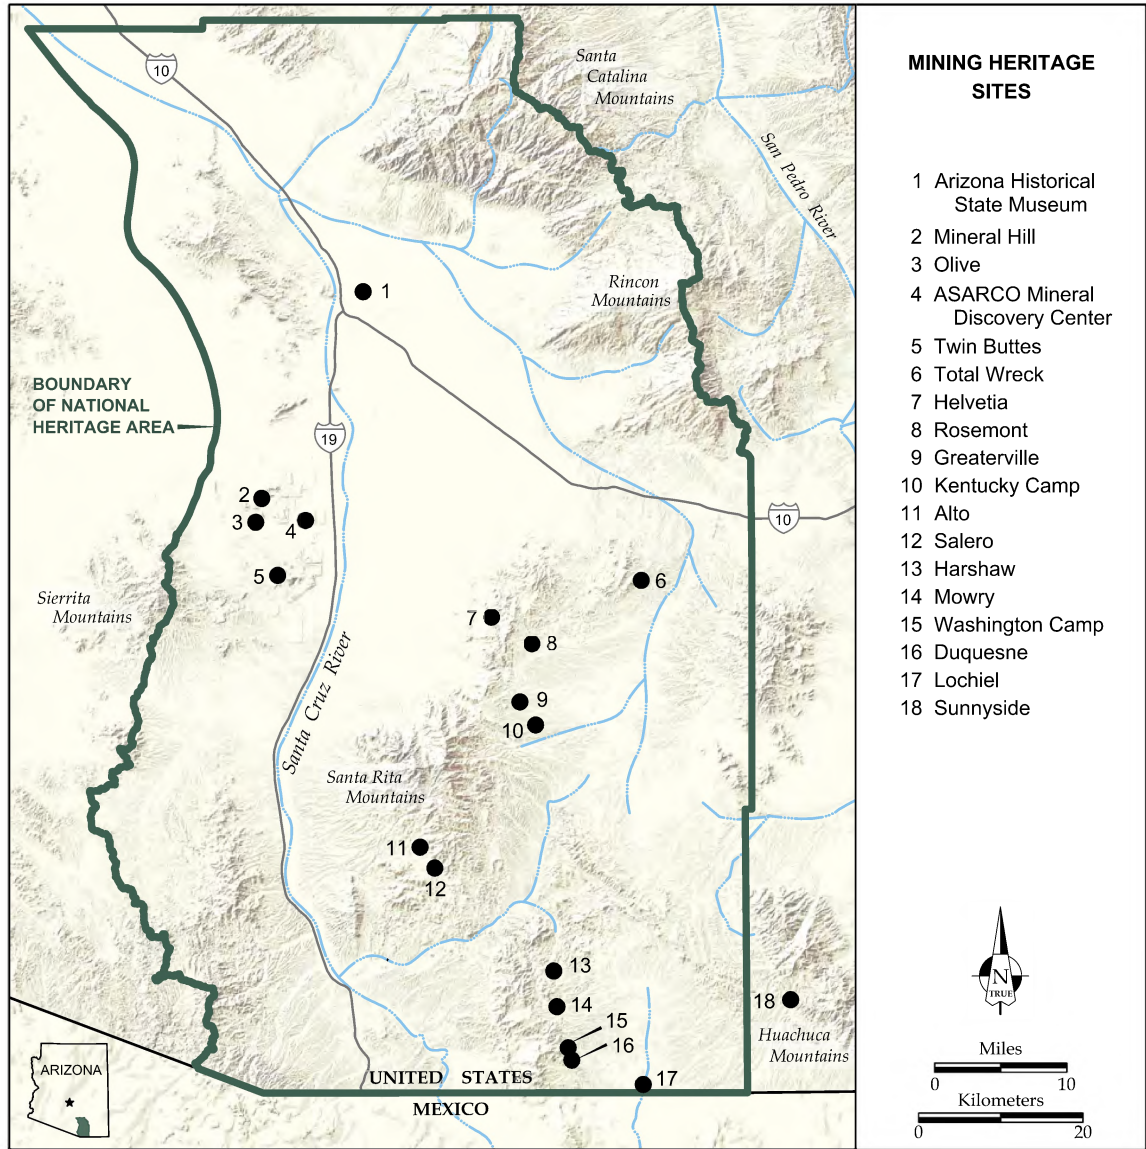 MINING HERITAGE
SITES
1 Arizona Historical
State Museum
2 Mineral Hill
3 Olive
4 ASARCO Mineral
Discovery Center
5 Twin Buttes
6 Total Wreck
7 Helvetia
8 Rosemont
9 Greaterville
10 Kentucky Camp
11 Alto
12 Salero
13 Harshaw
14 Mowry
15 Washington Camp
16 Duquesne
17 Lochiel
18 Sunnyside
N
TRUE
Miles
0 10
Kilometers
0 20
10
Santa
Catalina
Mountains
San Pedro River
1
Rincon
Mountains
BOUNDARY
OF NATIONAL
HERITAGE AREA
19
2
3
4
10
5
Sierrita
Mountains
6
7
8
Santa Cruz River
9
10
Santa Rita
Mountains
11
12
13
14
15
16
17
18
Huachuca
Mountains
UNITED STATES
MEXICO
ARIZONA